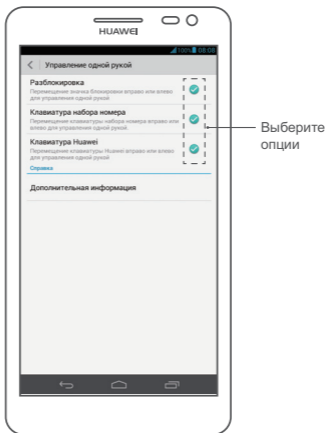 HUAWEI
100% 08:08
Управление одной рукой
Разблокировка
Перемещение значка блокировки вправо или влево
для управления одной рукой
Клавиатура набора номера
Перемещение клавиатуры набора номера вправо или
влево для управления одной рукой.
Клавиатура Huawei
Перемещение клавиатуры Huawei вправо или влево
для управления одной рукой
Справка
Дополнительная информация
Выберите
опции